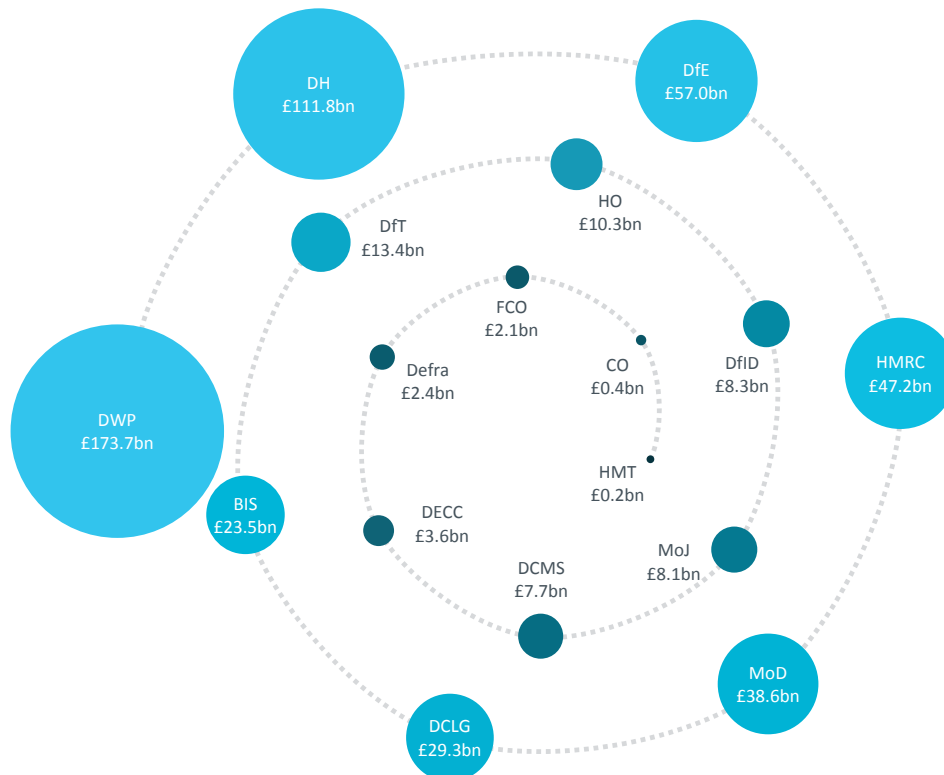 DH
£111.8bn
DfE
£57.0bn
HO
£10.3bn
DfT
£13.4bn
FCO
£2.1bn
CO
£0.4bn
DfID
£8.3bn
HMRC
£47.2bn
Defra
£2.4bn
DWP
£173.7bn
HMT
£0.2bn
BIS
£23.5bn
DECC
£3.6bn
DCMS
£7.7bn
MoJ
£8.1bn
MoD
£38.6bn
DCLG
£29.3bn